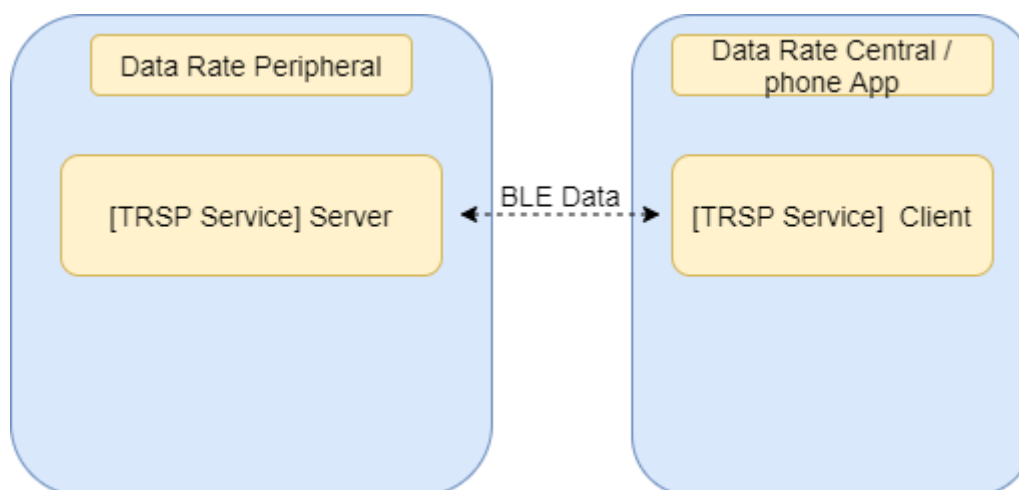 Data Rate Peripheral
Data Rate Central /
phone App
[TRSP Service] Server
BLE Data
[TRSP Service]  Client